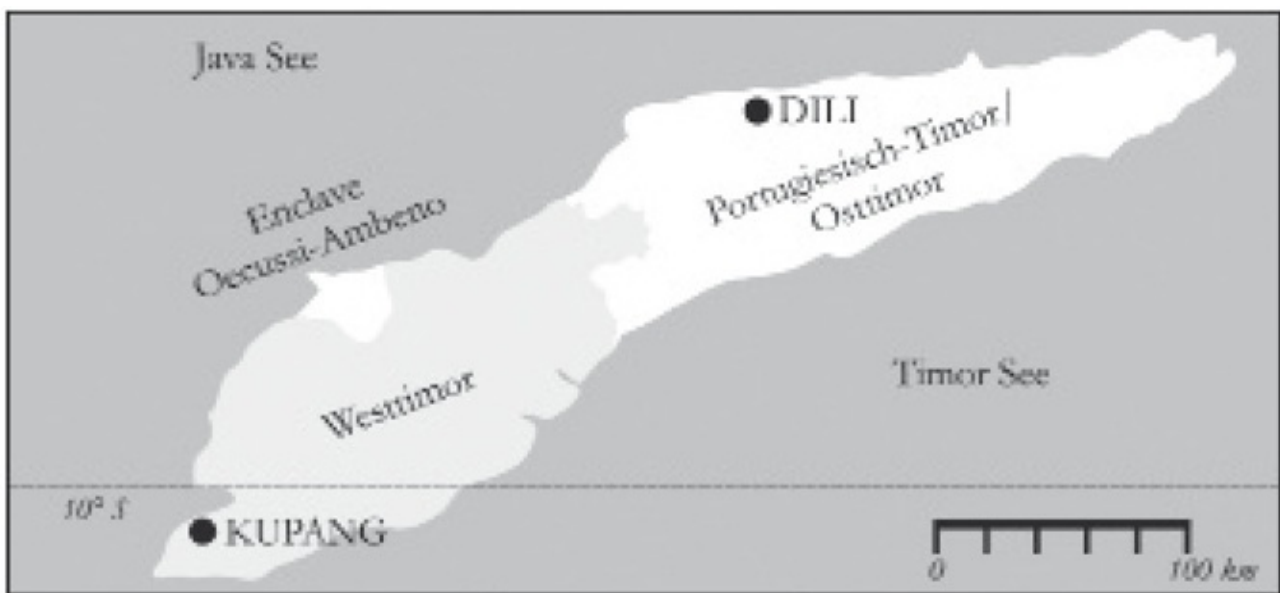 Java See
DILI
Portugiesisch-Timor/
Osttimor
Enclave
Oecussi-Ambeno
Timor See
Westtimor
10° S
KUPANG
0
100 km